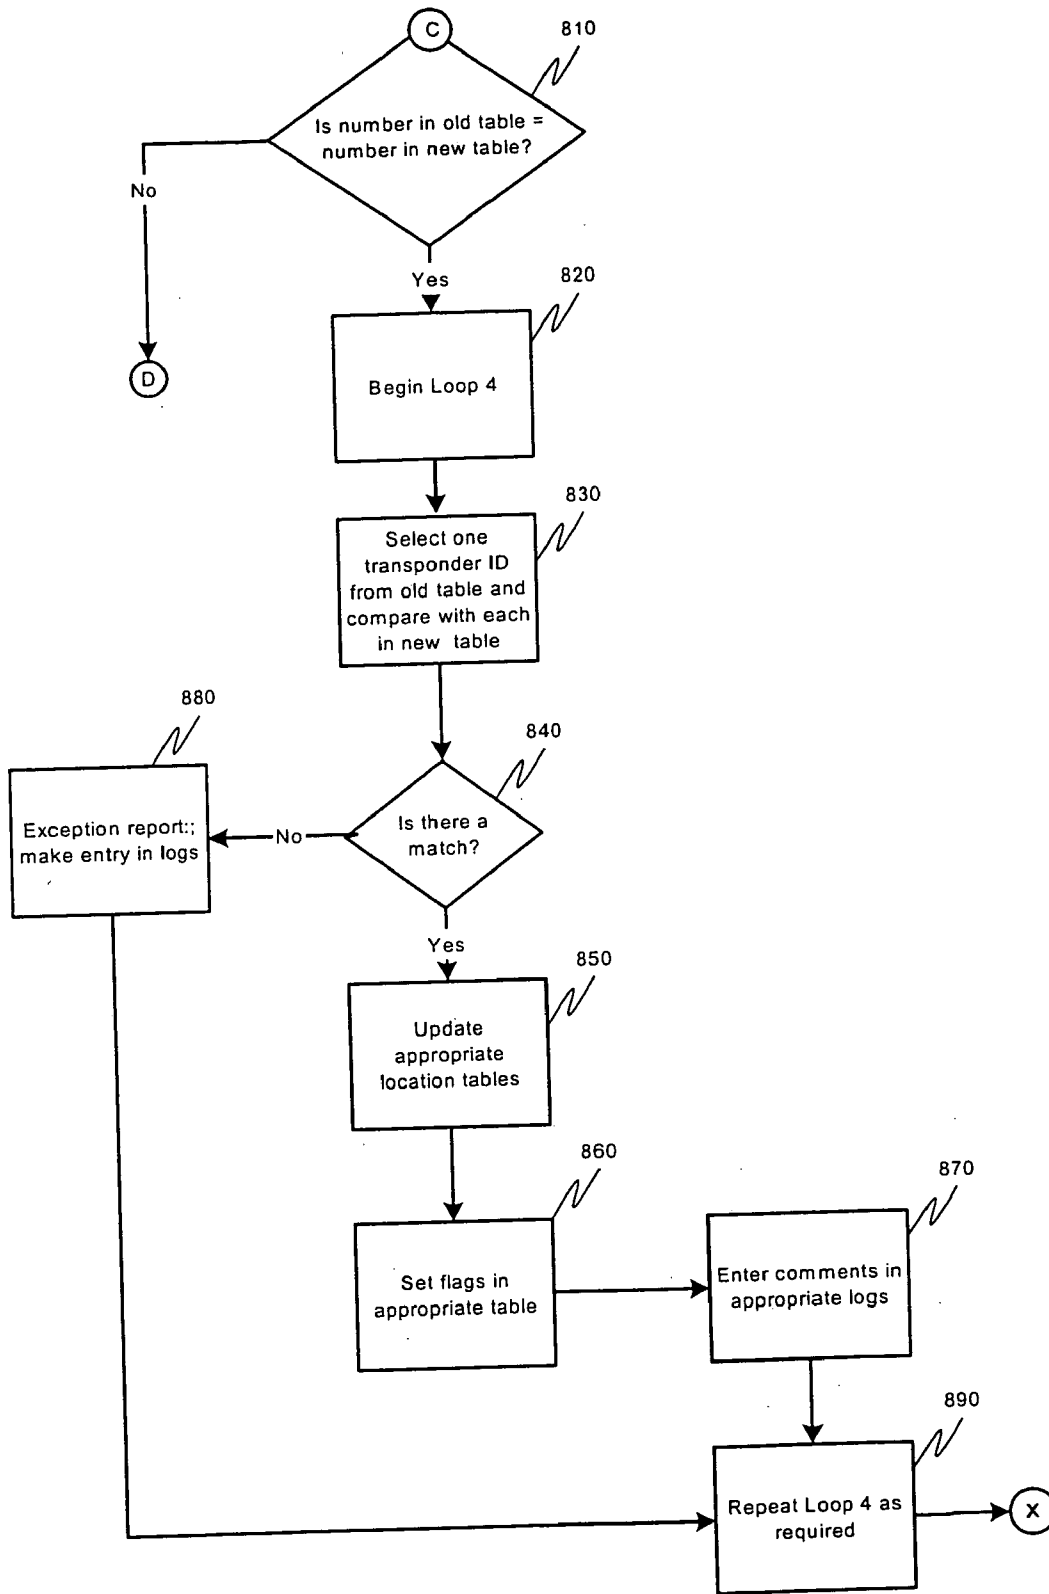 C
810
Is number in old table =
number in new table?
No
Yes
820
D
Begin Loop 4
830
Select one
transponder ID
from old table and
compare with each
in new table
880
840
Exception report:;
make entry in logs
No
Is there a
match?
Yes
850
Update
appropriate
location tables
860
870
Set flags in
appropriate table
Enter comments in
appropriate logs
890
Repeat Loop 4 as
required
X